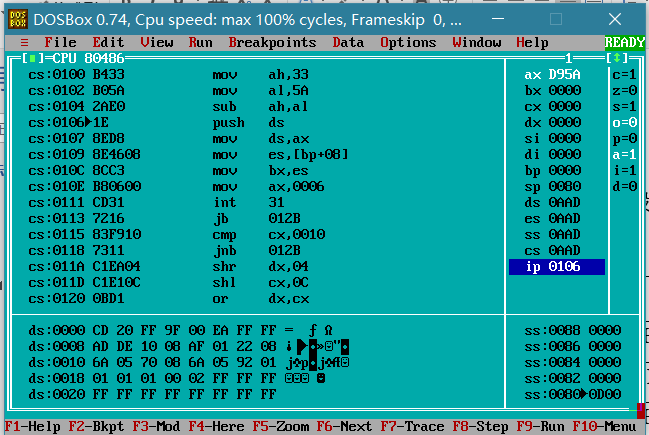 DOSBox 0.74, Cpu speed: max 100% cycles, Frameskip 0, ...
≡ File Edit View Run Breakpoints Data Options Window Help READY
[■]=CPU 80486 1 [↕]
cs:0100 B433 mov ah,33 ax D95A c=1
cs:0102 B05A mov al,5A bx 0000 z=0
cs:0104 2AE0 sub ah,al cx 0000 s=1
cs:0106►1E push ds dx 0000 o=0
cs:0107 8ED8 mov ds,ax si 0000 p=0
cs:0109 8E4608 mov es,[bp+08] di 0000 a=1
cs:010C 8CC3 mov bx,es bp 0000 i=1
cs:010E B80600 mov ax,0006 sp 0080 d=0
cs:0111 CD31 int 31 ds 0AAD
cs:0113 7216 jb 012B es 0AAD
cs:0115 83F910 cmp cx,0010 ss 0AAD
cs:0118 7311 jnb 012B cs 0AAD
cs:011A C1EA04 shr dx,04 ip 0106
cs:011D C1E10C shl cx,0C
cs:0120 0BD1 or dx,cx
ds:0000 CD 20 FF 9F 00 EA FF FF = ƒ Ω ss:0088 0000
ds:0008 AD DE 10 08 AF 01 22 08 ss:0086 0000
ds:0010 6A 05 70 08 6A 05 92 01 ss:0084 0000
ds:0018 01 01 01 00 02 FF FF FF ss:0082 0000
ds:0020 FF FF FF FF FF FF FF FF ss:0080►0D00
F1-Help F2-Bkpt F3-Mod F4-Here F5-Zoom F6-Next F7-Trace F8-Step F9-Run F10-Menu